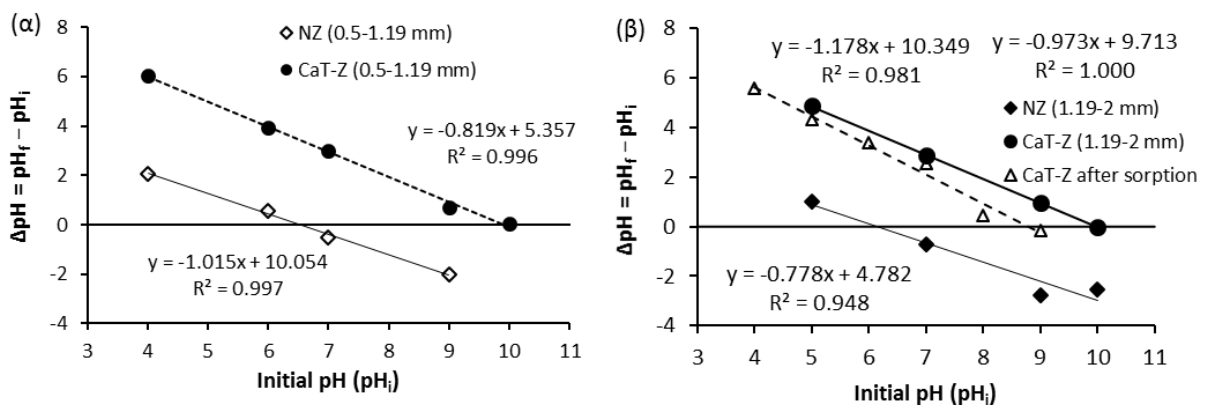 (α)
8
6
4
2
0
-2
-4
ΔpH = pHf – pHi
NZ (0.5-1.19 mm)
CaT-Z (0.5-1.19 mm)
y = -0.819x + 5.357
R² = 0.996
y = -1.015x + 10.054
R² = 0.997
3 4 5 6 7 8 9 10 11
Initial pH (pHi)
(β)
8
6
4
2
0
-2
-4
ΔpH = pHf – pHi
y = -1.178x + 10.349
R² = 0.981
y = -0.973x + 9.713
R² = 1.000
NZ (1.19-2 mm)
CaT-Z (1.19-2 mm)
CaT-Z after sorption
y = -0.778x + 4.782
R² = 0.948
3 4 5 6 7 8 9 10 11
Initial pH (pHi)